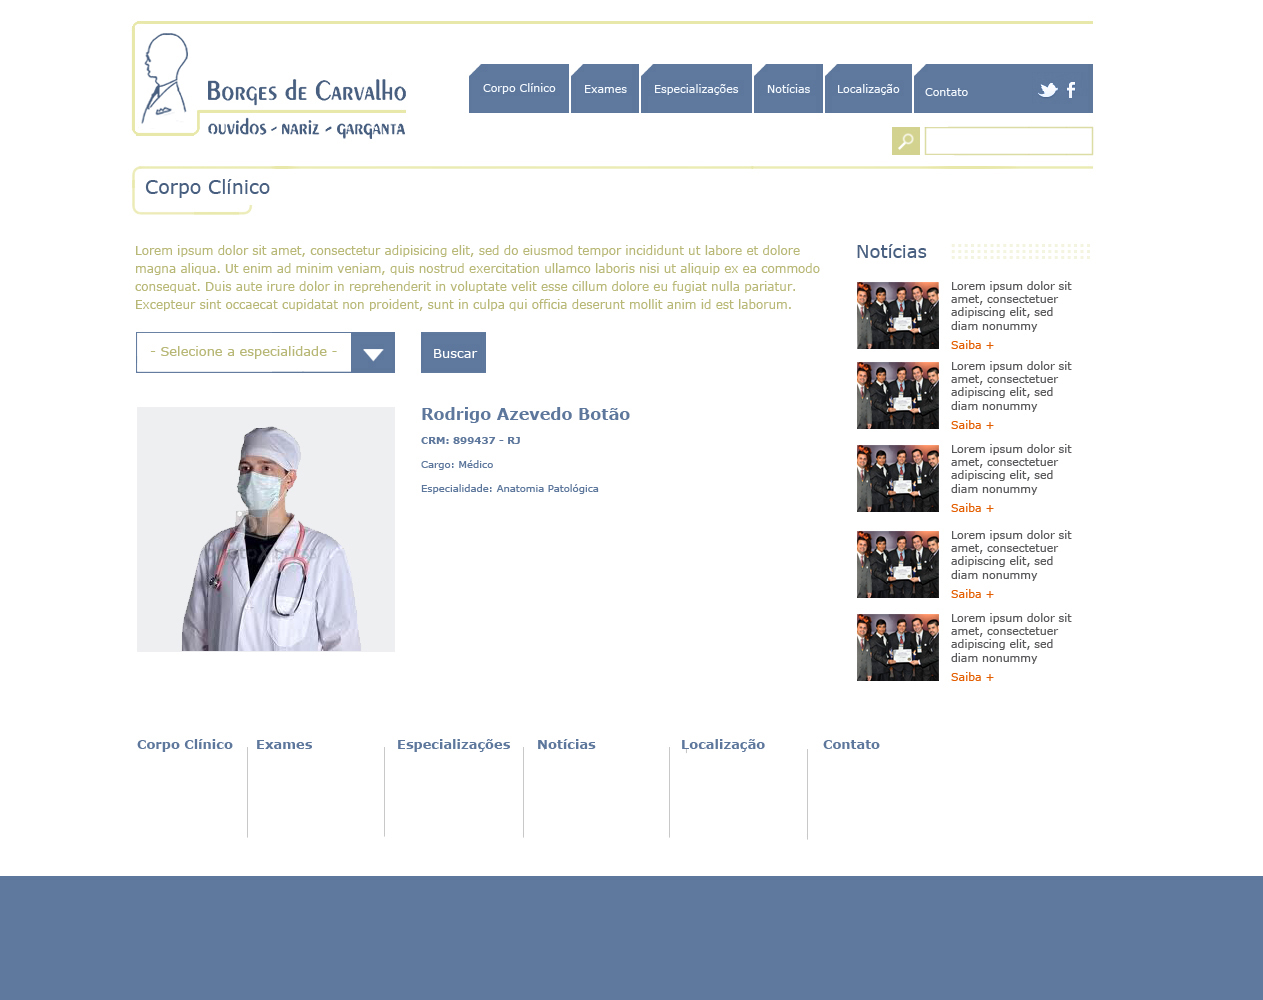 Borges de Carvalho
ouvidos - nariz - garganta
Corpo Clínico
Exames
Especializações
Notícias
Localização
Contato
Corpo Clínico
Lorem ipsum dolor sit amet, consectetur adipisicing elit, sed do eiusmod tempor incididunt ut labore et dolore
magna aliqua. Ut enim ad minim veniam, quis nostrud exercitation ullamco laboris nisi ut aliquip ex ea commodo
consequat. Duis aute irure dolor in reprehenderit in voluptate velit esse cillum dolore eu fugiat nulla pariatur.
Excepteur sint occaecat cupidatat non proident, sunt in culpa qui officia deserunt mollit anim id est laborum.
- Selecione a especialidade -
Buscar
Rodrigo Azevedo Botão
CRM: 899437 - RJ
Cargo: Médico
Especialidade: Anatomia Patológica
Notícias
Lorem ipsum dolor sit
amet, consectetuer
adipiscing elit, sed
diam nonummy
Saiba +
Lorem ipsum dolor sit
amet, consectetuer
adipiscing elit, sed
diam nonummy
Saiba +
Lorem ipsum dolor sit
amet, consectetuer
adipiscing elit, sed
diam nonummy
Saiba +
Lorem ipsum dolor sit
amet, consectetuer
adipiscing elit, sed
diam nonummy
Saiba +
Lorem ipsum dolor sit
amet, consectetuer
adipiscing elit, sed
diam nonummy
Saiba +
Corpo Clínico
Exames
Especializações
Notícias
Localização
Contato